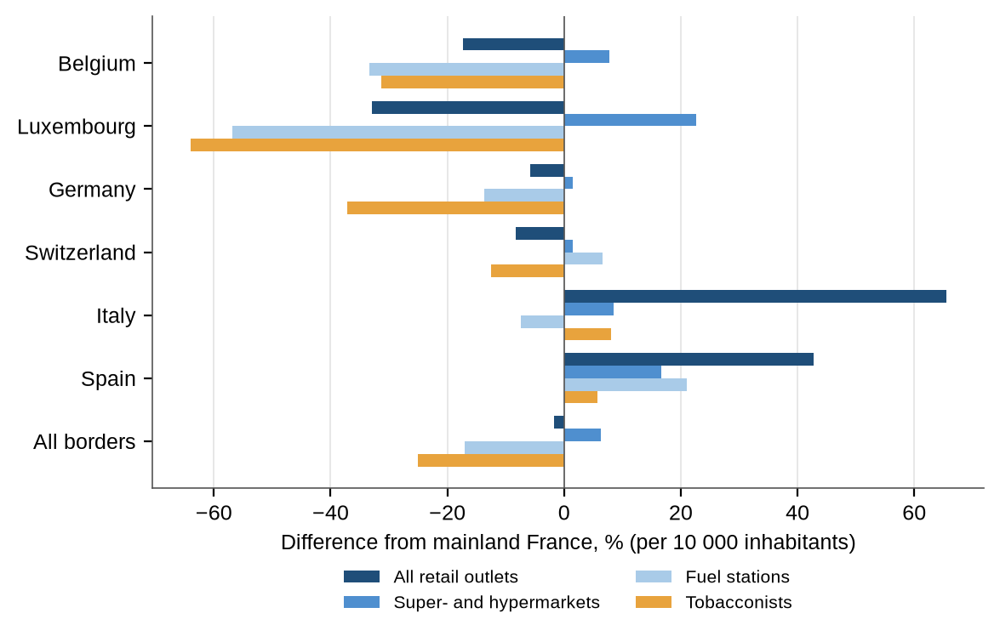 Belgium
Luxembourg
Germany
Switzerland
Italy
Spain
All borders
−60 −40 −20 0 20 40 60
Difference from mainland France, % (per 10 000 inhabitants)
All retail outlets Fuel stations
Super- and hypermarkets Tobacconists